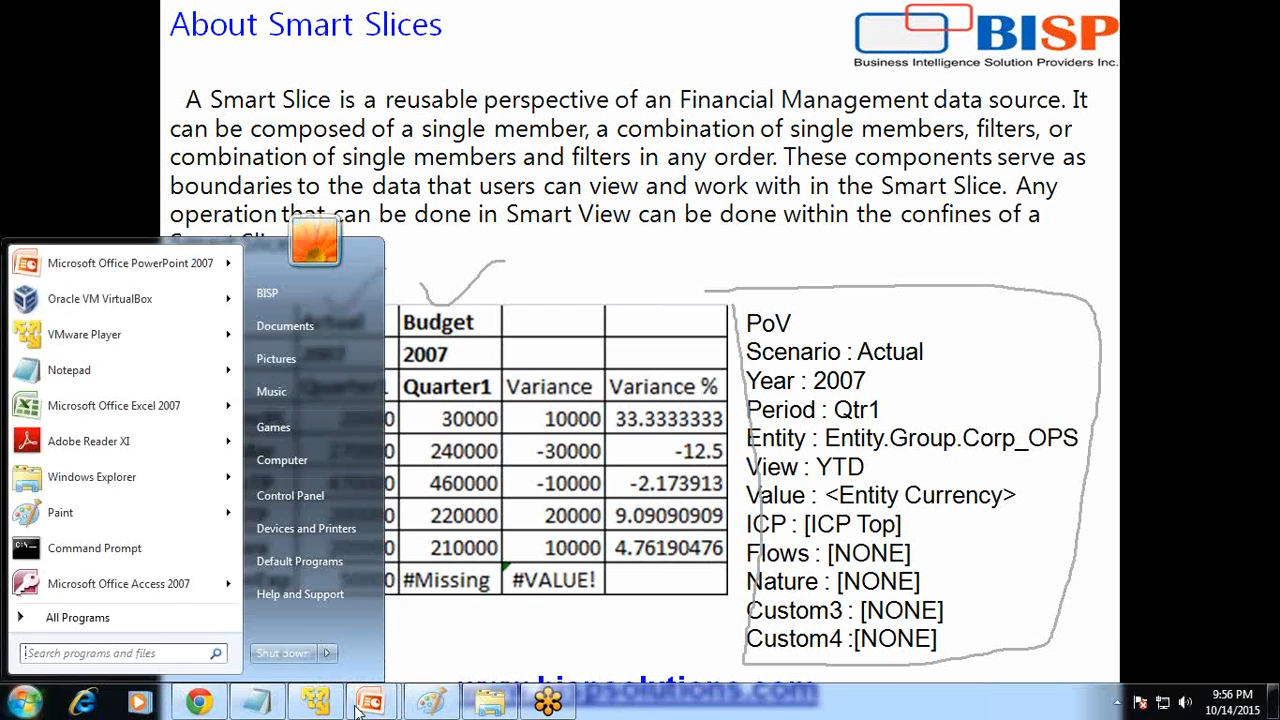 About Smart Slices
BISP
Business Intelligence Solution Providers Inc.
A Smart Slice is a reusable perspective of an Financial Management data source. It
can be composed of a single member, a combination of single members, filters, or
combination of single members and filters in any order. These components serve as
boundaries to the data that users can view and work with in the Smart Slice. Any
operation that can be done in Smart View can be done within the confines of a
Microsoft Office PowerPoint 2007
Oracle VM VirtualBox
VMware Player
Notepad
Microsoft Office Excel 2007
Adobe Reader XI
Windows Explorer
Paint
Command Prompt
Microsoft Office Access 2007
All Programs
Search programs and files
BISP
Documents
Pictures
Music
Games
Computer
Control Panel
Devices and Printers
Default Programs
Help and Support
Shut down
Actual Budget
2007 2007
Quarter1 Quarter1 Variance Variance %
30000 10000 33.3333333
240000 -30000 -12.5
460000 -10000 -2.173913
220000 20000 9.09090909
210000 10000 4.76190476
#Missing #VALUE!
PoV
Scenario : Actual
Year : 2007
Period : Qtr1
Entity : Entity.Group.Corp_OPS
View : YTD
Value : <Entity Currency>
ICP : [ICP Top]
Flows : [NONE]
Nature : [NONE]
Custom3 : [NONE]
Custom4 :[NONE]
www.bispsolutions.com
9:56 PM
10/14/2015